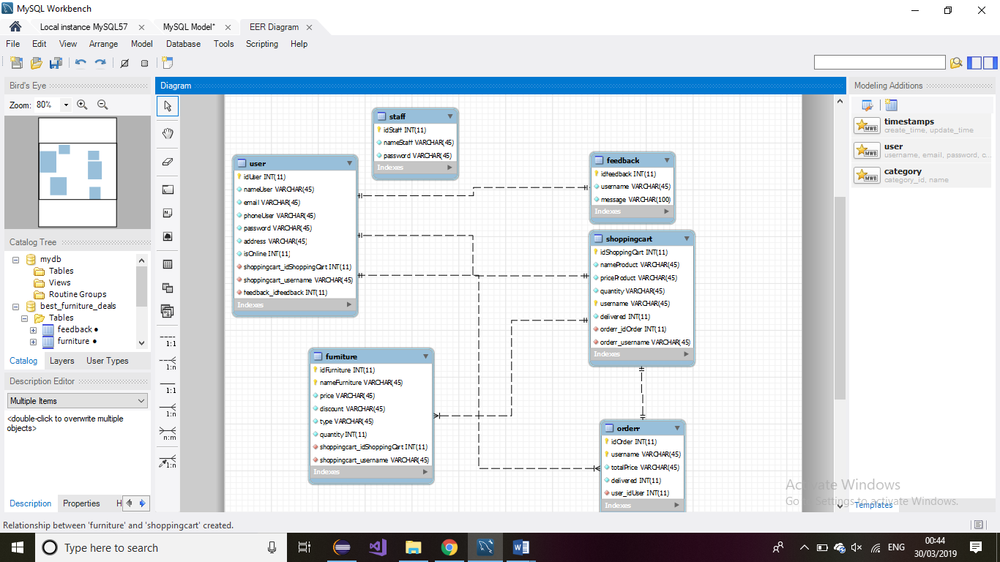 MySQL Workbench
Local instance MySQL57
MySQL Model*
EER Diagram
File Edit View Arrange Model Database Tools Scripting Help
Bird's Eye
Zoom: 80%
Catalog Tree
mydb
Tables
Views
Routine Groups
best_furniture_deals
Tables
feedback
furniture
Catalog Layers User Types
Description Editor
Multiple Items
<double-click to overwrite multiple
objects>
Description Properties H
1:1
1:n
1:1
1:n
n:m
1:n
Diagram
staff
idStaff INT(11)
nameStaff VARCHAR(45)
password VARCHAR(45)
Indexes
user
idUser INT(11)
nameUser VARCHAR(45)
email VARCHAR(45)
phoneUser VARCHAR(45)
password VARCHAR(45)
address VARCHAR(45)
isOnline INT(11)
shoppingcart_idShoppingCart INT(11)
shoppingcart_username VARCHAR(45)
feedback_idfeedback INT(11)
Indexes
feedback
idfeedback INT(11)
username VARCHAR(45)
message VARCHAR(100)
Indexes
shoppingcart
idShoppingCart INT(11)
nameProduct VARCHAR(45)
priceProduct VARCHAR(45)
quantity VARCHAR(45)
username VARCHAR(45)
delivered INT(11)
orderr_idOrder INT(11)
orderr_username VARCHAR(45)
Indexes
furniture
idFurniture INT(11)
nameFurniture VARCHAR(45)
price VARCHAR(45)
discount VARCHAR(45)
type VARCHAR(45)
quantity INT(11)
shoppingcart_idShoppingCart INT(11)
shoppingcart_username VARCHAR(45)
Indexes
orderr
idOrder INT(11)
username VARCHAR(45)
totalPrice VARCHAR(45)
delivered INT(11)
user_idUser INT(11)
Indexes
Modeling Additions
MWB
timestamps
create_time, update_time
MWB
user
username, email, password, c...
MWB
category
category_id, name
Activate Windows
Go to Settings to activate Windows.
Templates
Relationship between 'furniture' and 'shoppingcart' created.
Type here to search
ENG
00:44
30/03/2019